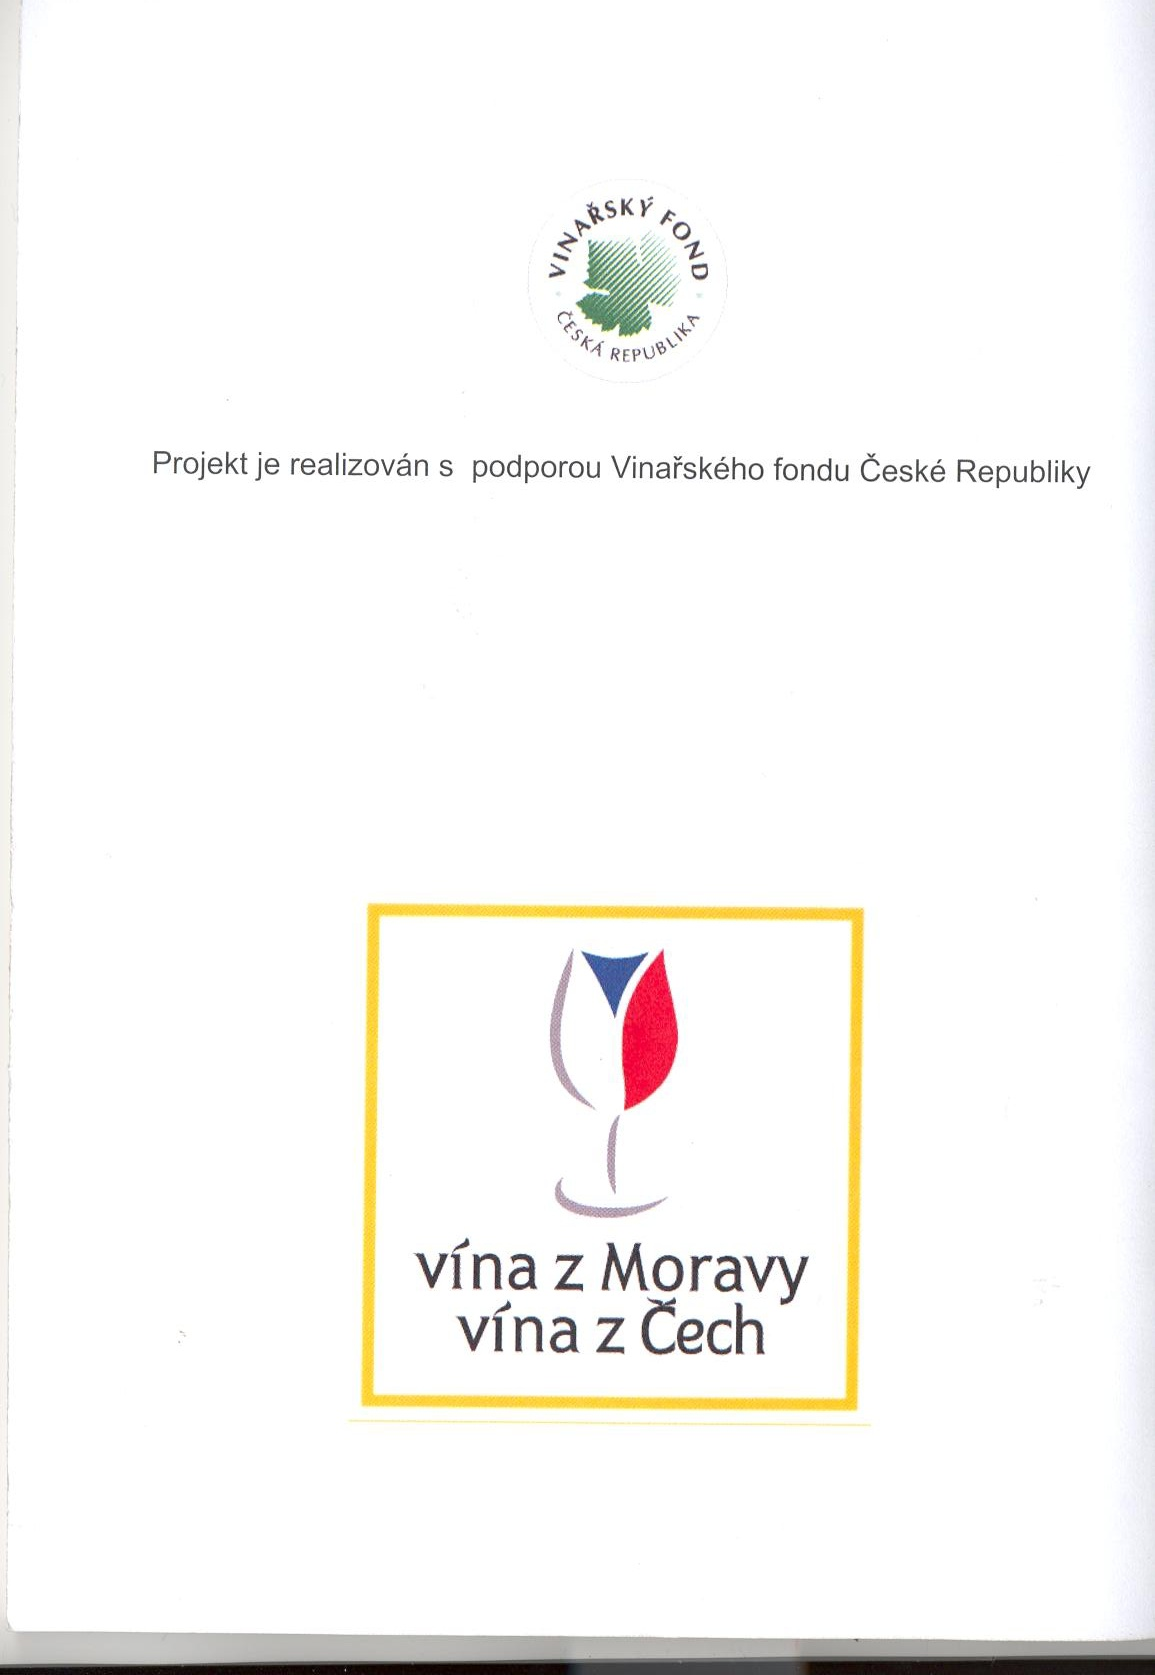 VINAŘSKÝ FOND
ČESKÁ REPUBLIKA
Projekt je realizován s  podporou Vinařského fondu České Republiky
vína z Moravy
vína z Čech